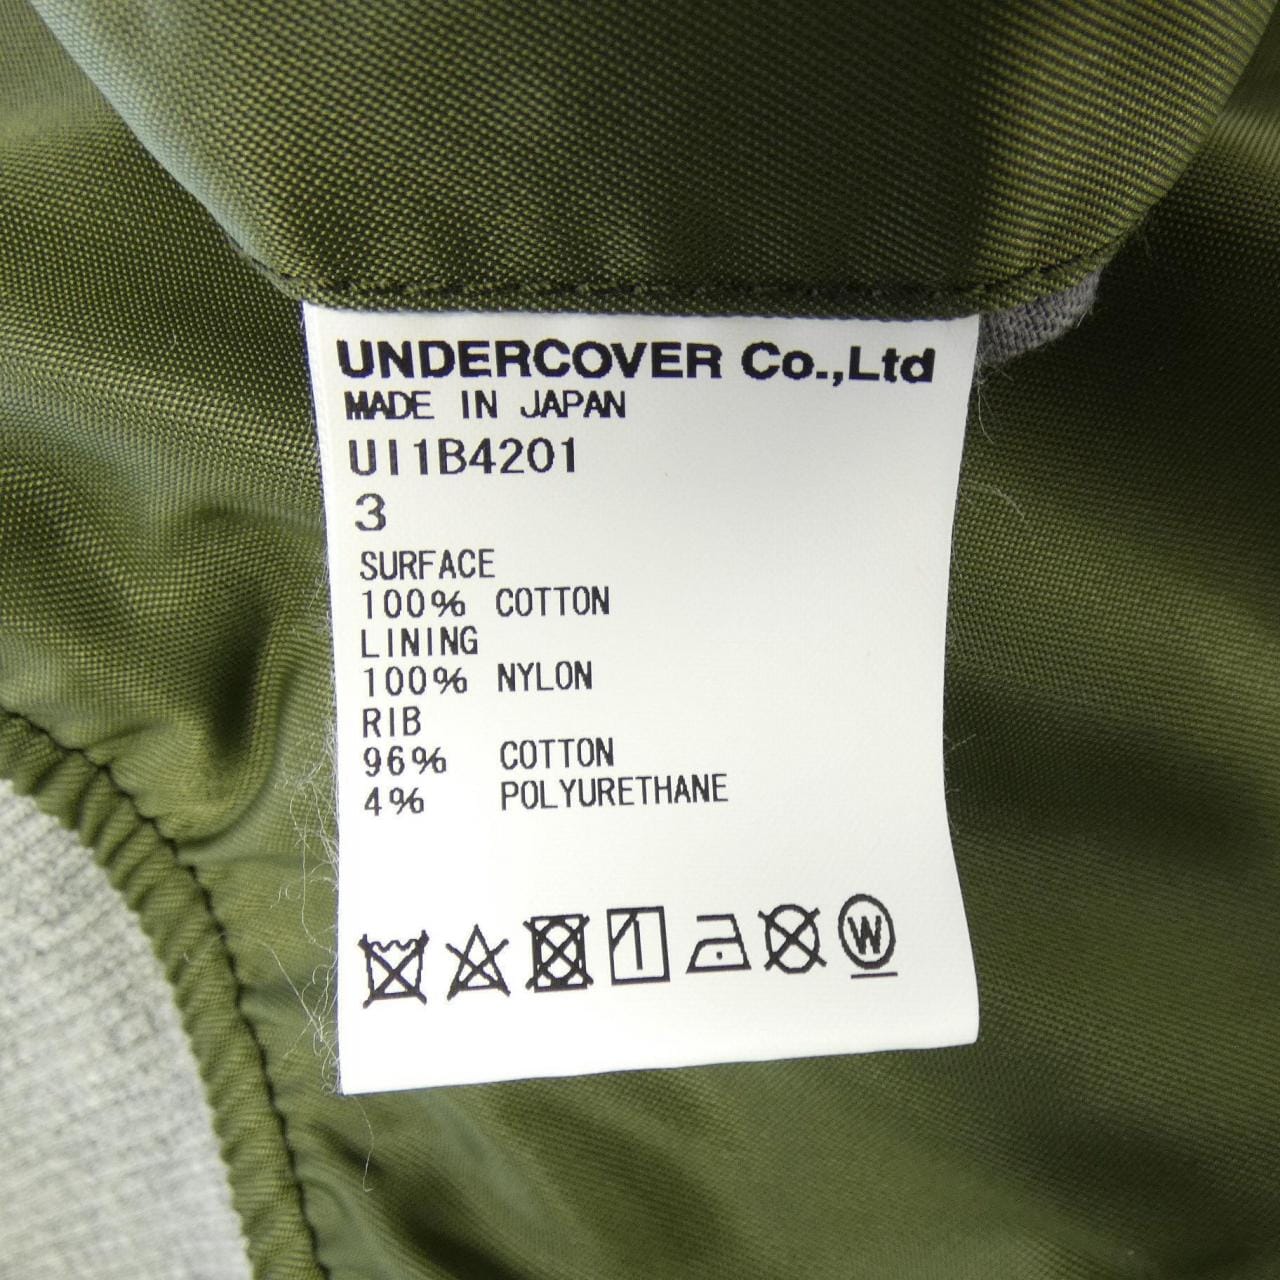 UNDERCOVER Co.,Ltd
MADE IN JAPAN
UI1B4201
3
SURFACE
100% COTTON
LINING
100% NYLON
RIB
96% COTTON
4% POLYURETHANE
W